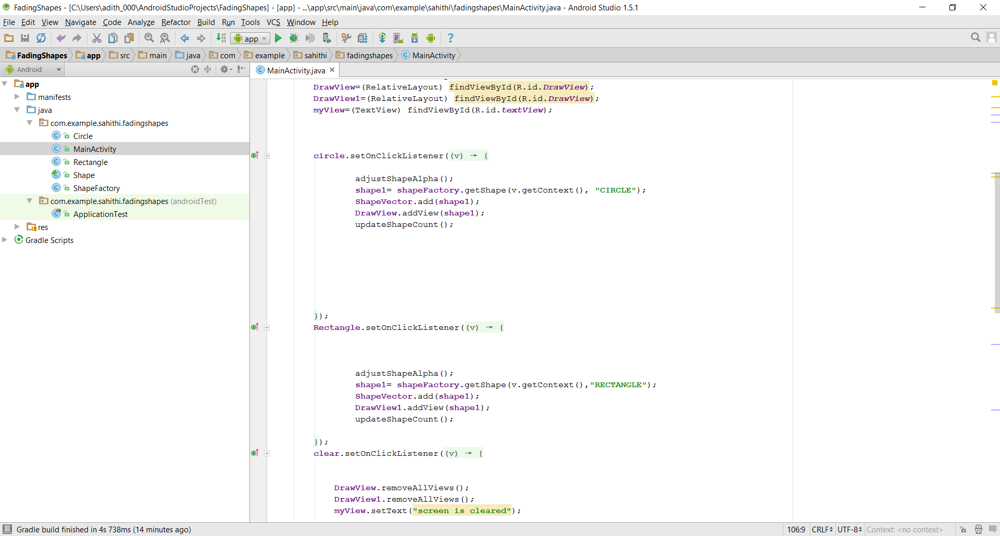 FadingShapes - [C:\Users\adith_000\AndroidStudioProjects\FadingShapes] - [app] - ...\app\src\main\java\com\example\sahithi\fadingshapes\MainActivity.java - Android Studio 1.5.1
File Edit View Navigate Code Analyze Refactor Build Run Tools VCS Window Help
app
FadingShapes app src main java com example sahithi fadingshapes MainActivity
Android
MainActivity.java
app
manifests
java
com.example.sahithi.fadingshapes
Circle
MainActivity
Rectangle
Shape
ShapeFactory
com.example.sahithi.fadingshapes (androidTest)
ApplicationTest
res
Gradle Scripts
DrawView=(RelativeLayout) findViewById(R.id.DrawView);
DrawView1=(RelativeLayout) findViewById(R.id.DrawView);
myView=(TextView) findViewById(R.id.textView);
circle.setOnClickListener((v) → {
adjustShapeAlpha();
shape1= shapeFactory.getShape(v.getContext(), "CIRCLE");
ShapeVector.add(shape1);
DrawView.addView(shape1);
updateShapeCount();
});
Rectangle.setOnClickListener((v) → {
adjustShapeAlpha();
shape1= shapeFactory.getShape(v.getContext(),"RECTANGLE");
ShapeVector.add(shape1);
DrawView1.addView(shape1);
updateShapeCount();
});
clear.setOnClickListener((v) → {
DrawView.removeAllViews();
DrawView1.removeAllViews();
myView.setText("screen is cleared");
Gradle build finished in 4s 738ms (14 minutes ago)
106:9 CRLF UTF-8 Context: <no context>